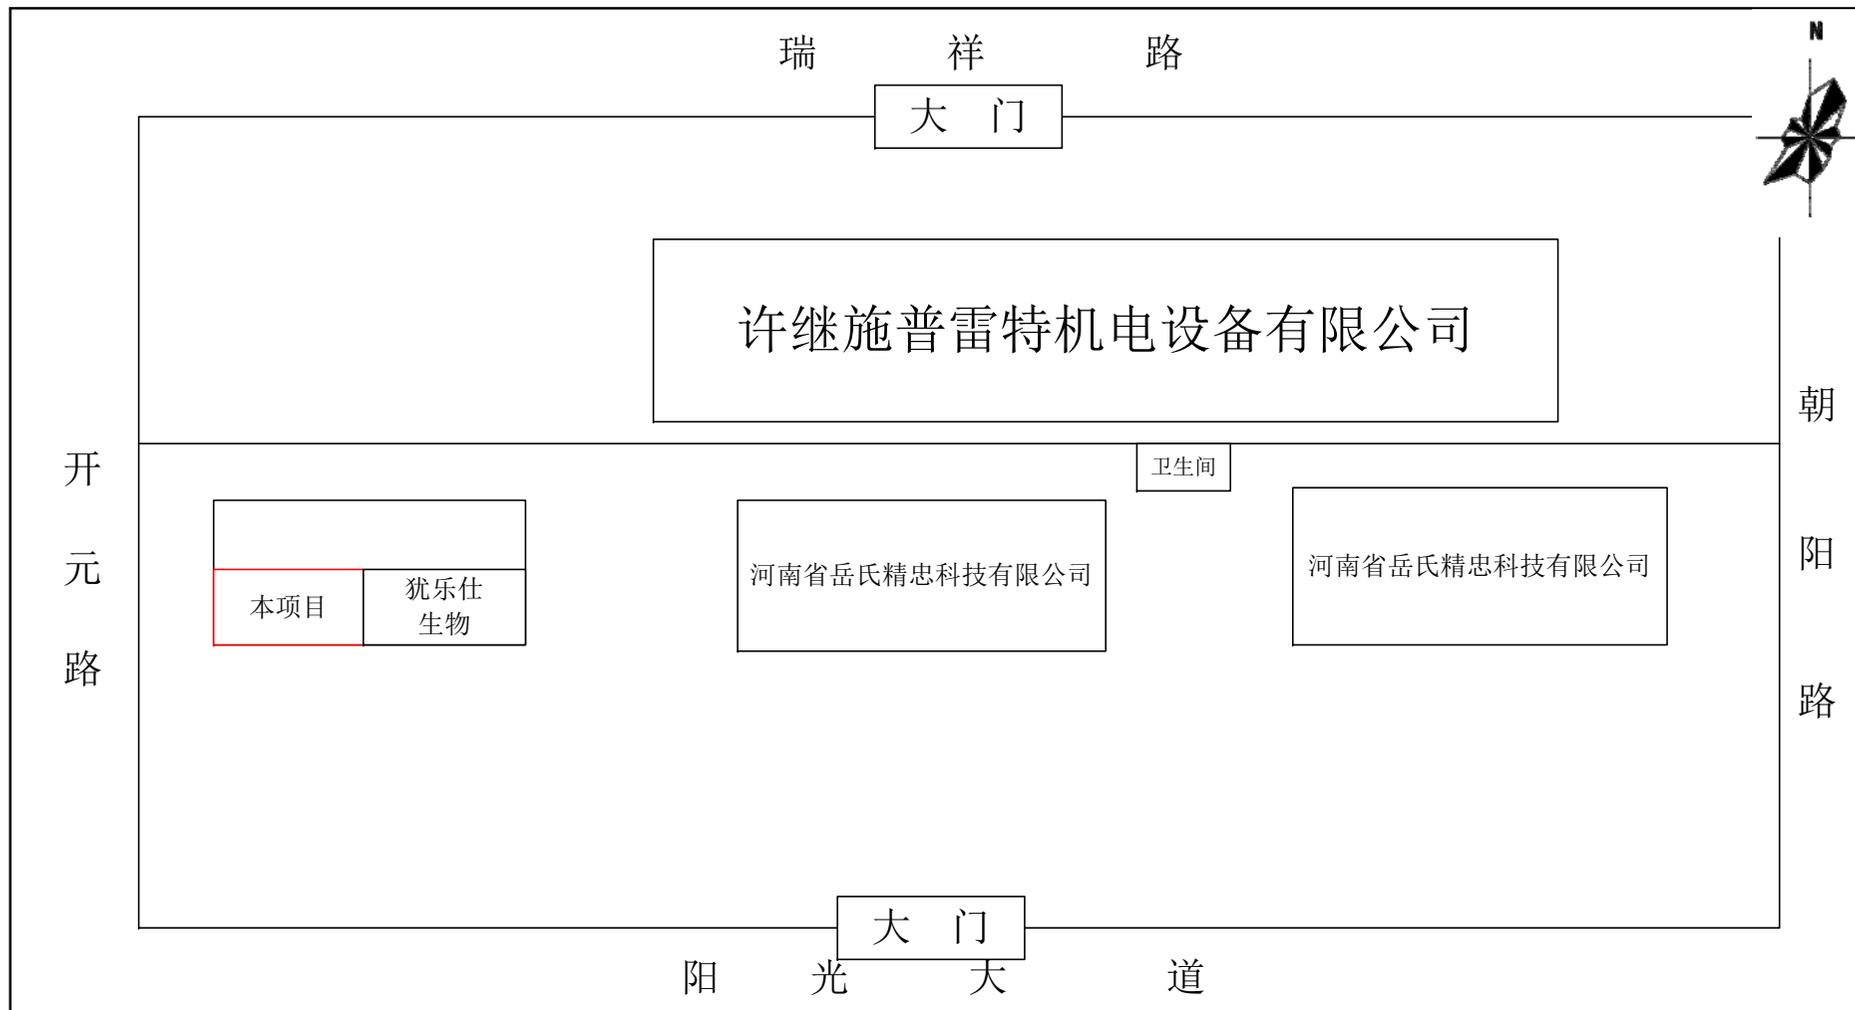 瑞祥路
N
大门
许继施普雷特机电设备有限公司
开元路
朝阳路
卫生间
河南省岳氏精忠科技有限公司
河南省岳氏精忠科技有限公司
本项目
犹乐仕
生物
大门
阳光大道